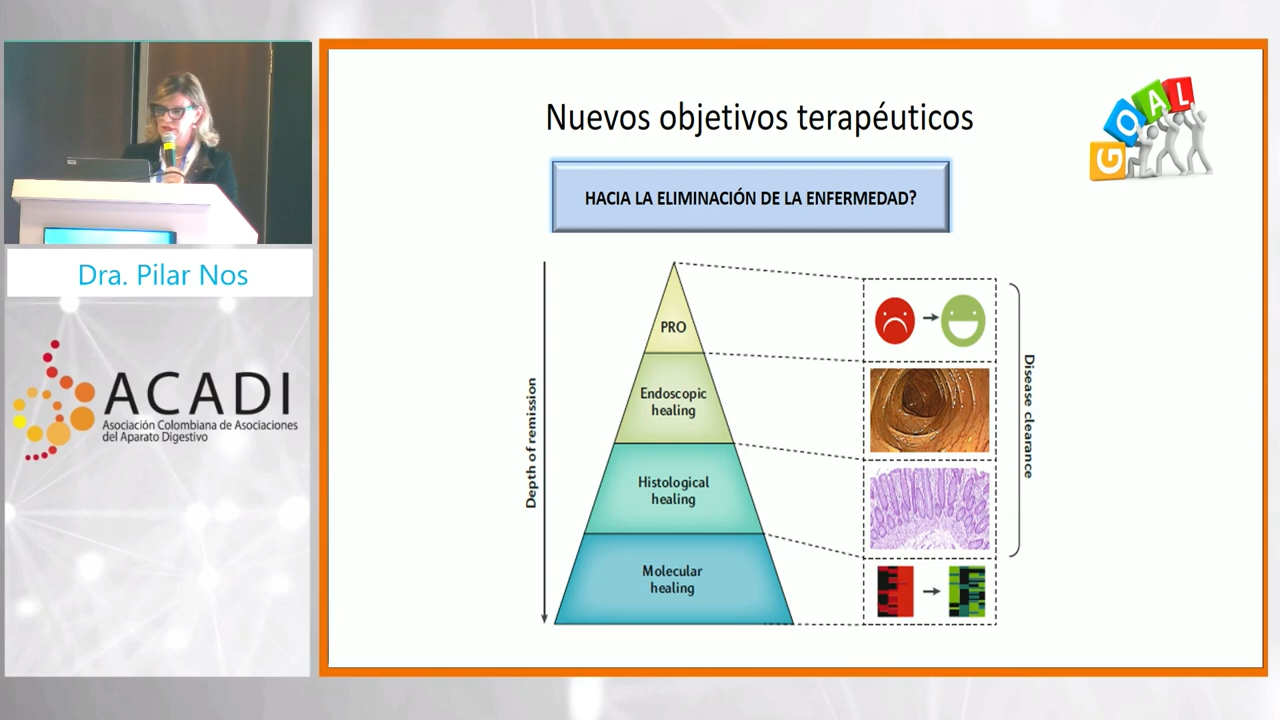 Nuevos objetivos terapéuticos
GOAL
HACIA LA ELIMINACIÓN DE LA ENFERMEDAD?
Dra. Pilar Nos
ACADI
Asociación Colombiana de Asociaciones
del Aparato Digestivo
Depth of remission
PRO
Endoscopic
healing
Histological
healing
Molecular
healing
Disease clearance